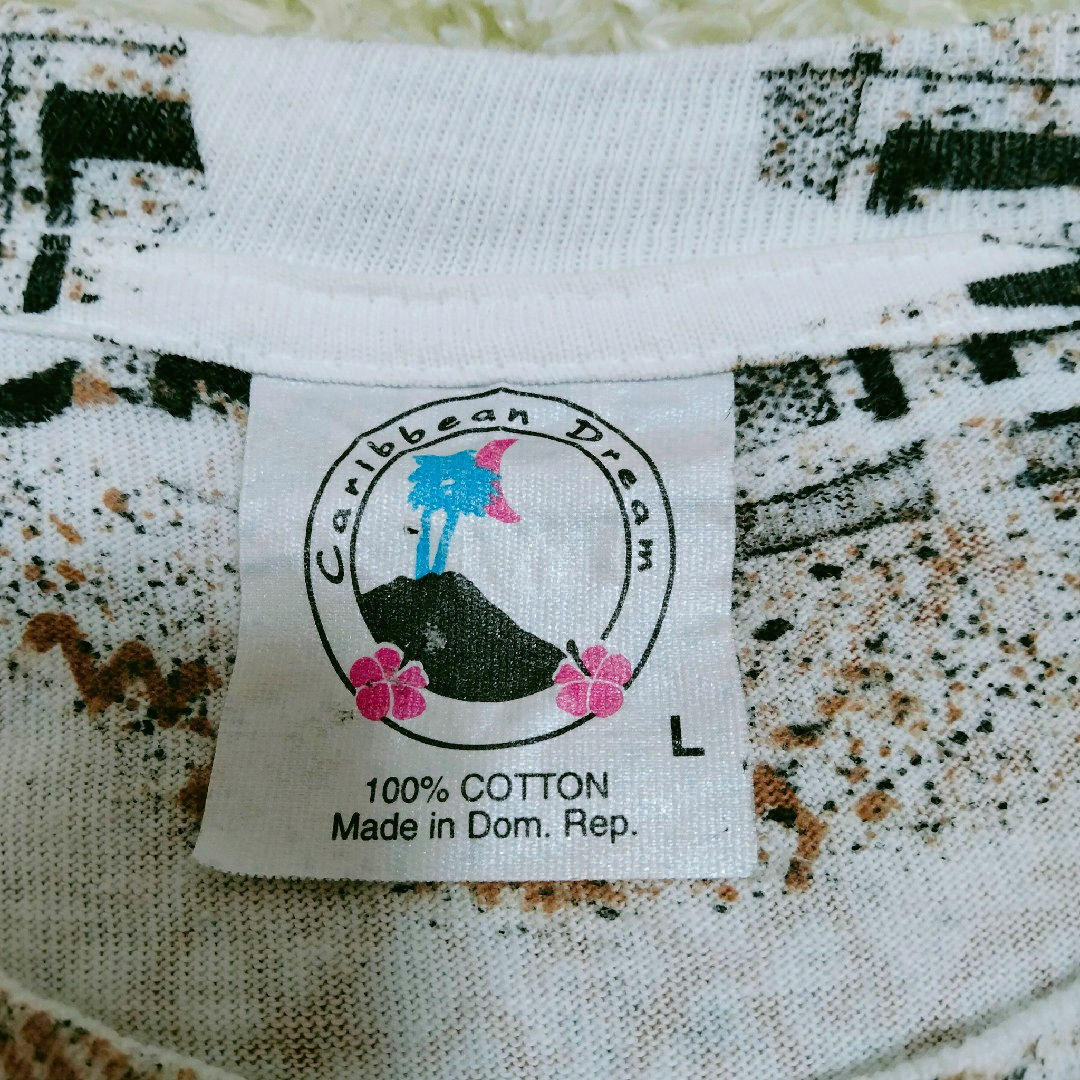 Caribbean Dream
L
100% COTTON
Made in Dom. Rep.